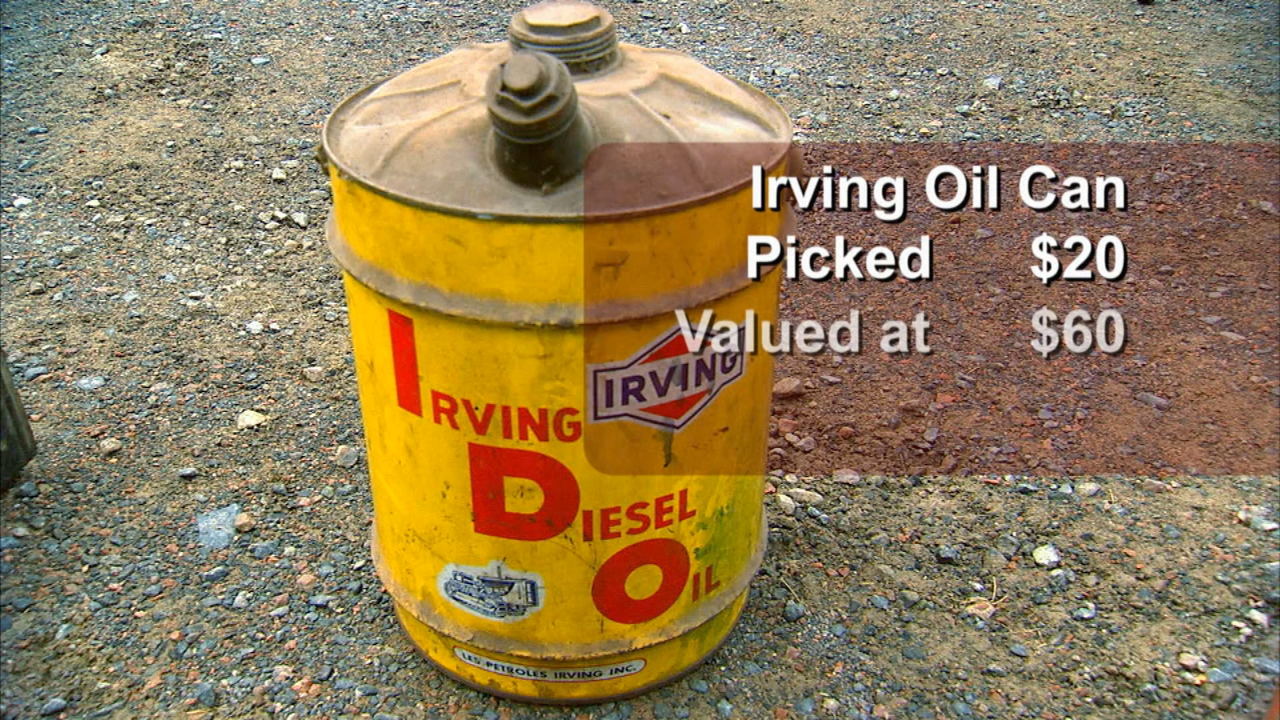 Irving Oil Can
Picked $20
Valued at $60
IRVING
IRVING
DIESEL
OIL
LES PETROLES IRVING INC.